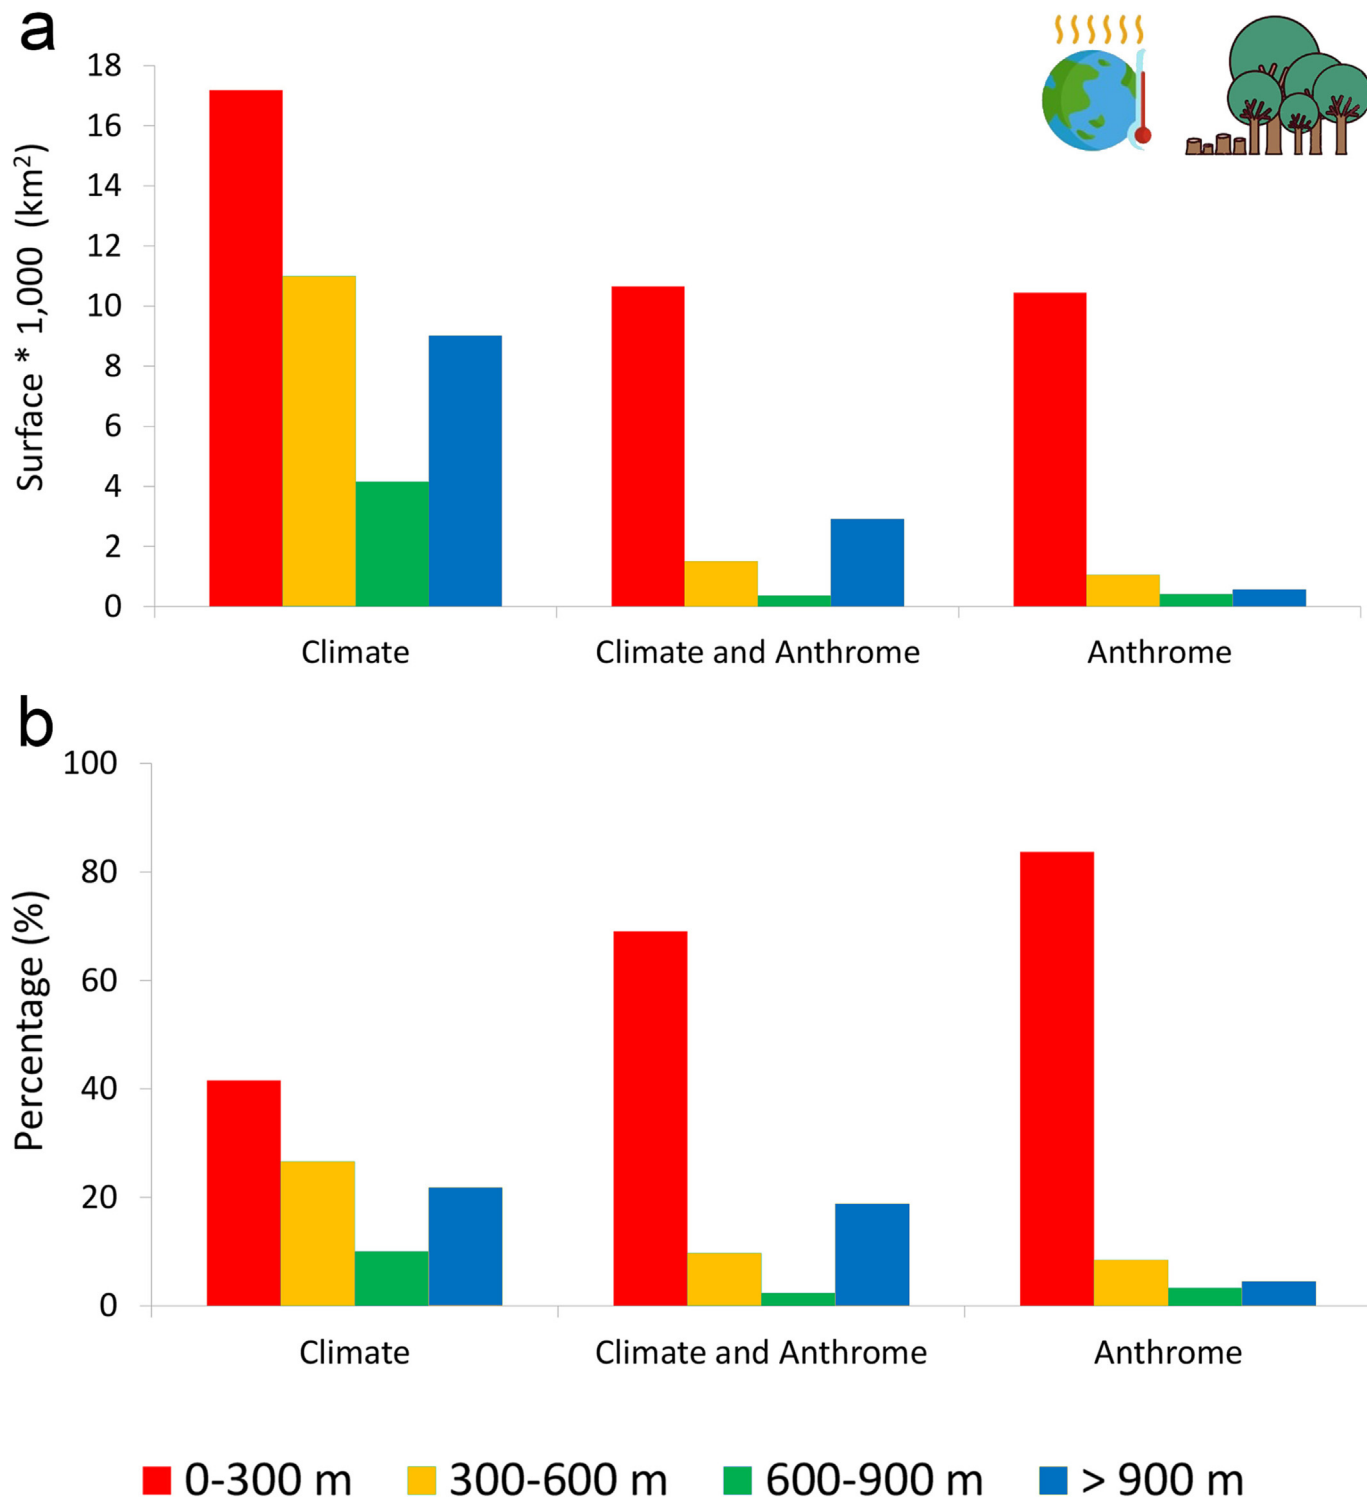 a
18
16
14
12
10
8
6
4
2
0
Surface * 1,000 (km²)
Climate
Climate and Anthrome
Anthrome
b
100
80
60
40
20
0
Percentage (%)
Climate
Climate and Anthrome
Anthrome
0-300 m 300-600 m 600-900 m > 900 m